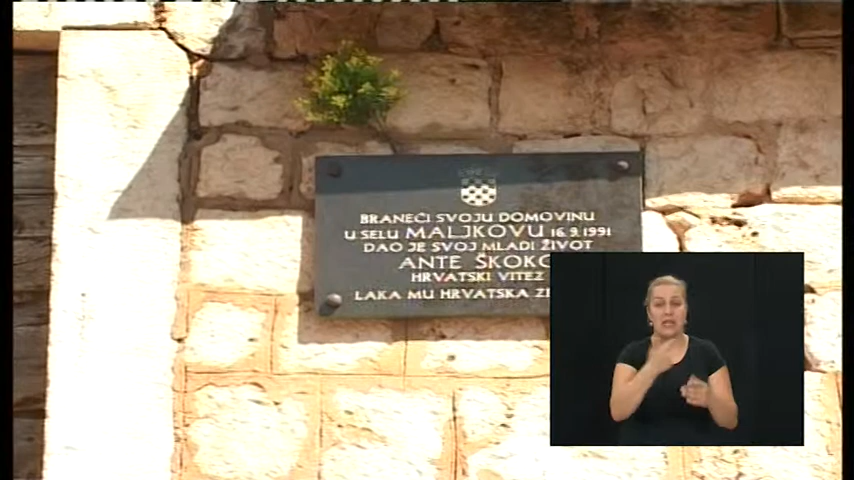 BRANEĆI SVOJU DOMOVINU
U SELU MALJKOVU 16.9.1991
DAO JE SVOJ MLADI ŽIVOT
ANTE
HRVATSKI VITEZ
LAKA MU HRVATSKA